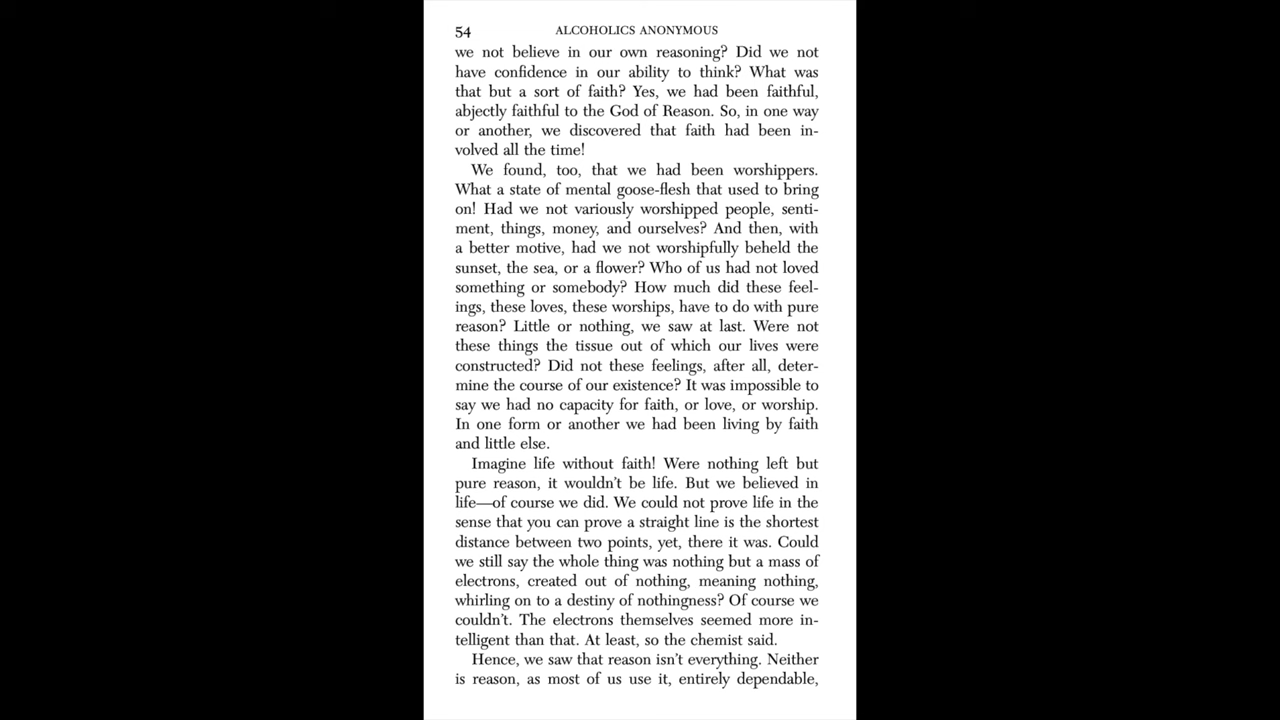 54 ALCOHOLICS ANONYMOUS
we not believe in our own reasoning? Did we not
have confidence in our ability to think? What was
that but a sort of faith? Yes, we had been faithful,
abjectly faithful to the God of Reason. So, in one way
or another, we discovered that faith had been in-
volved all the time!
We found, too, that we had been worshippers.
What a state of mental goose-flesh that used to bring
on! Had we not variously worshipped people, senti-
ment, things, money, and ourselves? And then, with
a better motive, had we not worshipfully beheld the
sunset, the sea, or a flower? Who of us had not loved
something or somebody? How much did these feel-
ings, these loves, these worships, have to do with pure
reason? Little or nothing, we saw at last. Were not
these things the tissue out of which our lives were
constructed? Did not these feelings, after all, deter-
mine the course of our existence? It was impossible to
say we had no capacity for faith, or love, or worship.
In one form or another we had been living by faith
and little else.
Imagine life without faith! Were nothing left but
pure reason, it wouldn't be life. But we believed in
life—of course we did. We could not prove life in the
sense that you can prove a straight line is the shortest
distance between two points, yet, there it was. Could
we still say the whole thing was nothing but a mass of
electrons, created out of nothing, meaning nothing,
whirling on to a destiny of nothingness? Of course we
couldn't. The electrons themselves seemed more in-
telligent than that. At least, so the chemist said.
Hence, we saw that reason isn't everything. Neither
is reason, as most of us use it, entirely dependable,